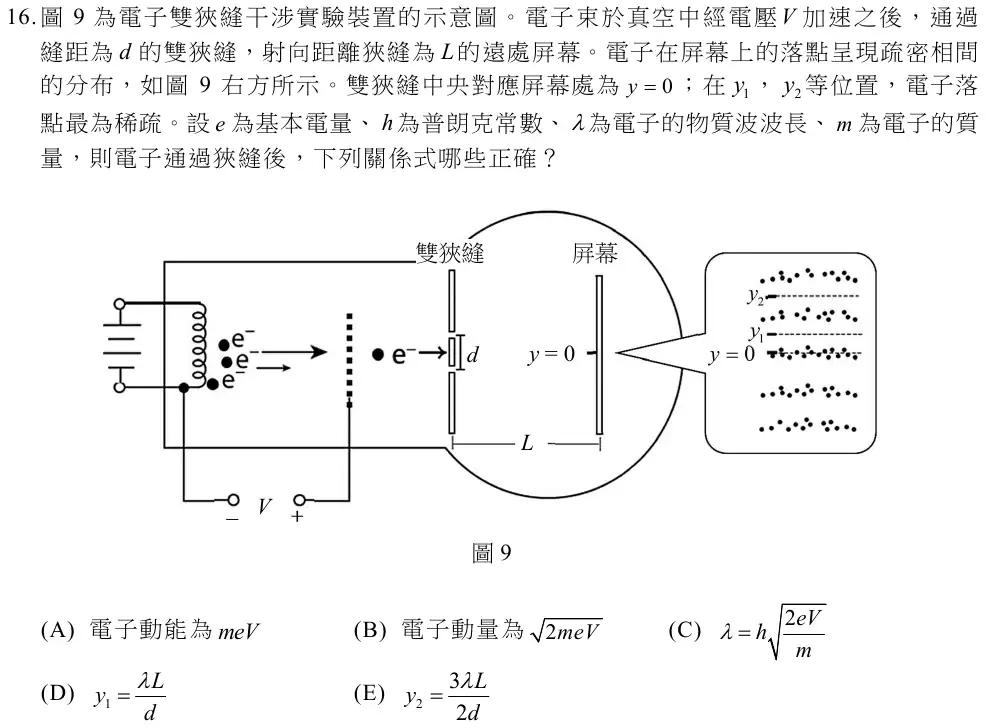 16.圖 9 為電子雙狹縫干涉實驗裝置的示意圖。電子束於真空中經電壓V加速之後，通過
縫距為 d 的雙狹縫，射向距離狹縫為 L的遠處屏幕。電子在屏幕上的落點呈現疏密相間
的分布，如圖 9 右方所示。雙狹縫中央對應屏幕處為 y = 0；在 y₁，y₂等位置，電子落
點最為稀疏。設 e 為基本電量、h為普朗克常數、λ為電子的物質波波長、m 為電子的質
量，則電子通過狹縫後，下列關係式哪些正確？
雙狹縫
屏幕
y₂
e⁻
e⁻
e⁻
e⁻
d
y = 0
y₁
y = 0
L
V
−
+
圖 9
(A) 電子動能為 meV (B) 電子動量為 √(2meV) (C) λ = h√(2eV/m)
(D) y₁ = λL/d (E) y₂ = 3λL/2d